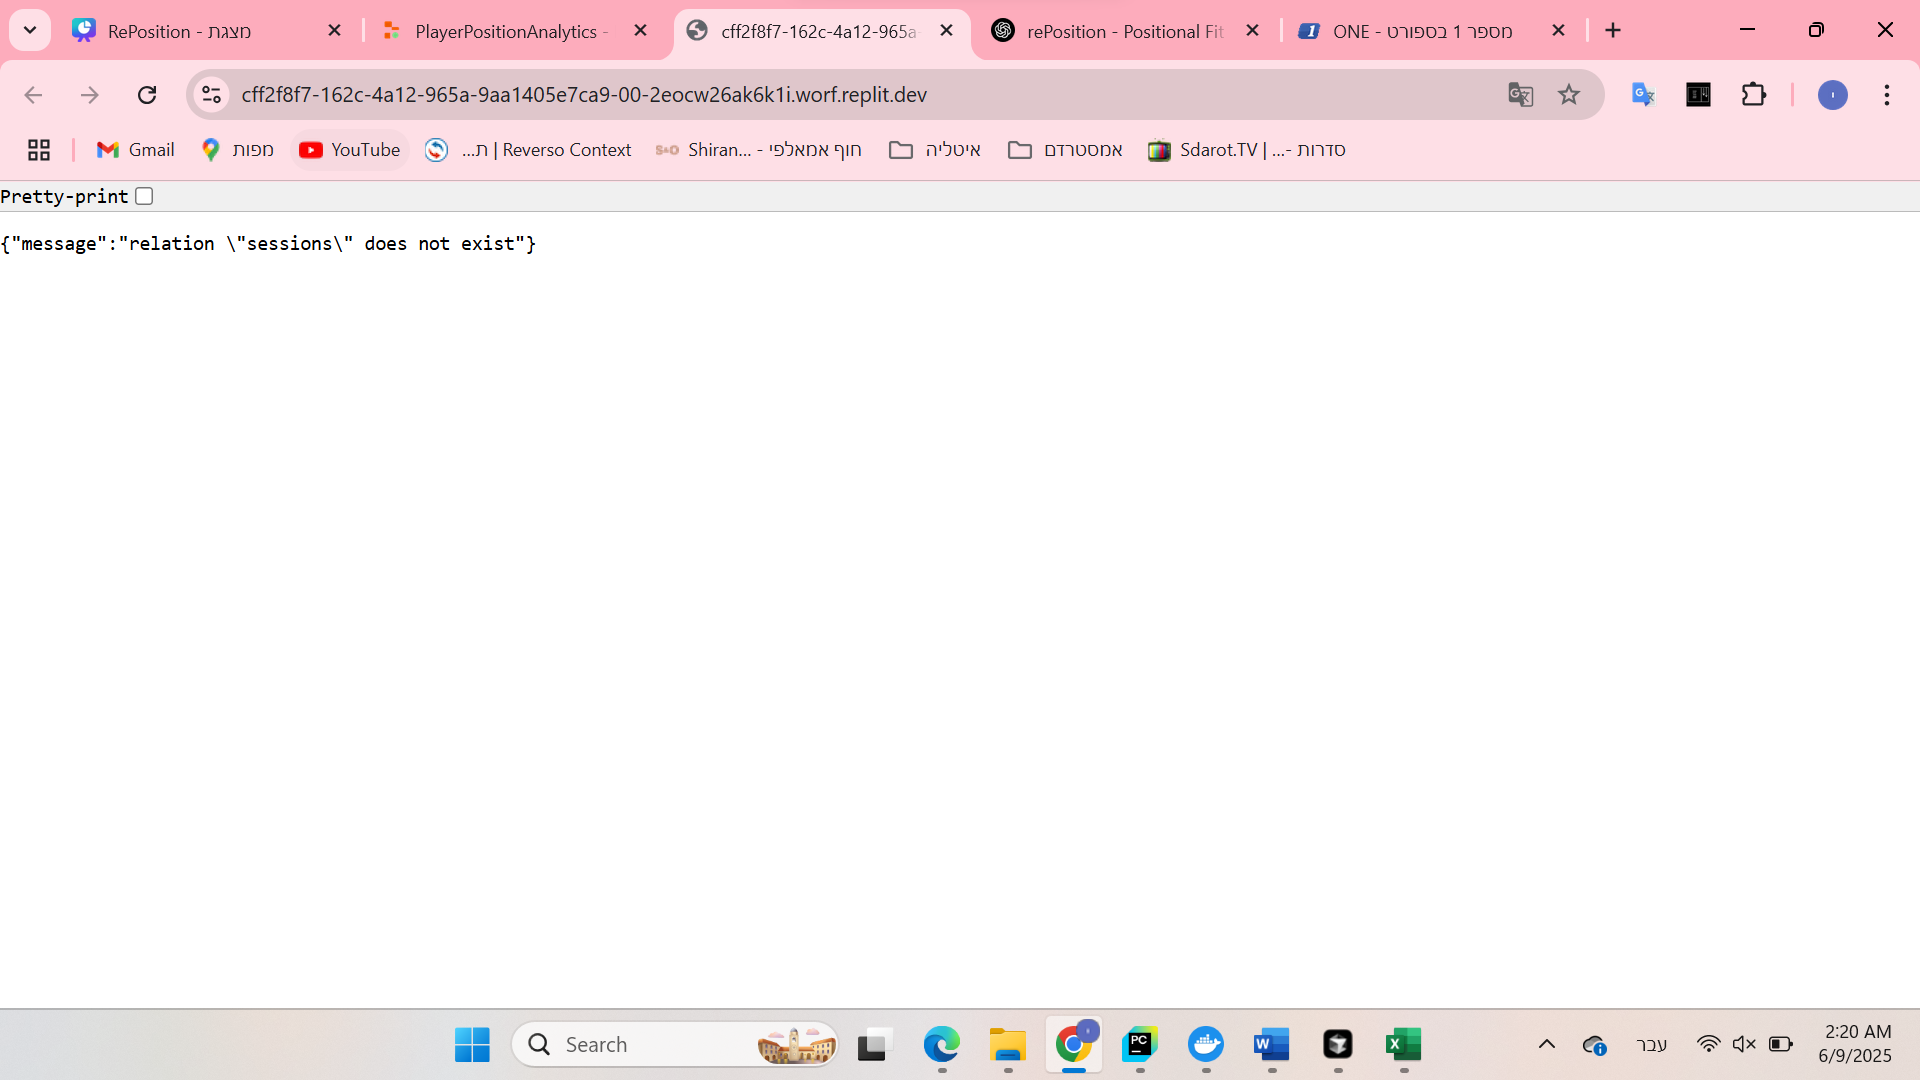 RePosition - מצגת
PlayerPositionAnalytics -
cff2f8f7-162c-4a12-965a-
rePosition - Positional Fit
ONE - מספר 1 בספורט
cff2f8f7-162c-4a12-965a-9aa1405e7ca9-00-2eocw26ak6k1i.worf.replit.dev
Gmail
מפות
YouTube
...ת | Reverso Context
Shiran... - חוף אמאלפי
איטליה
אמסטרדם
Sdarot.TV | ...- סדרות
Pretty-print
{"message":"relation \"sessions\" does not exist"}
Search
עבר
2:20 AM
6/9/2025